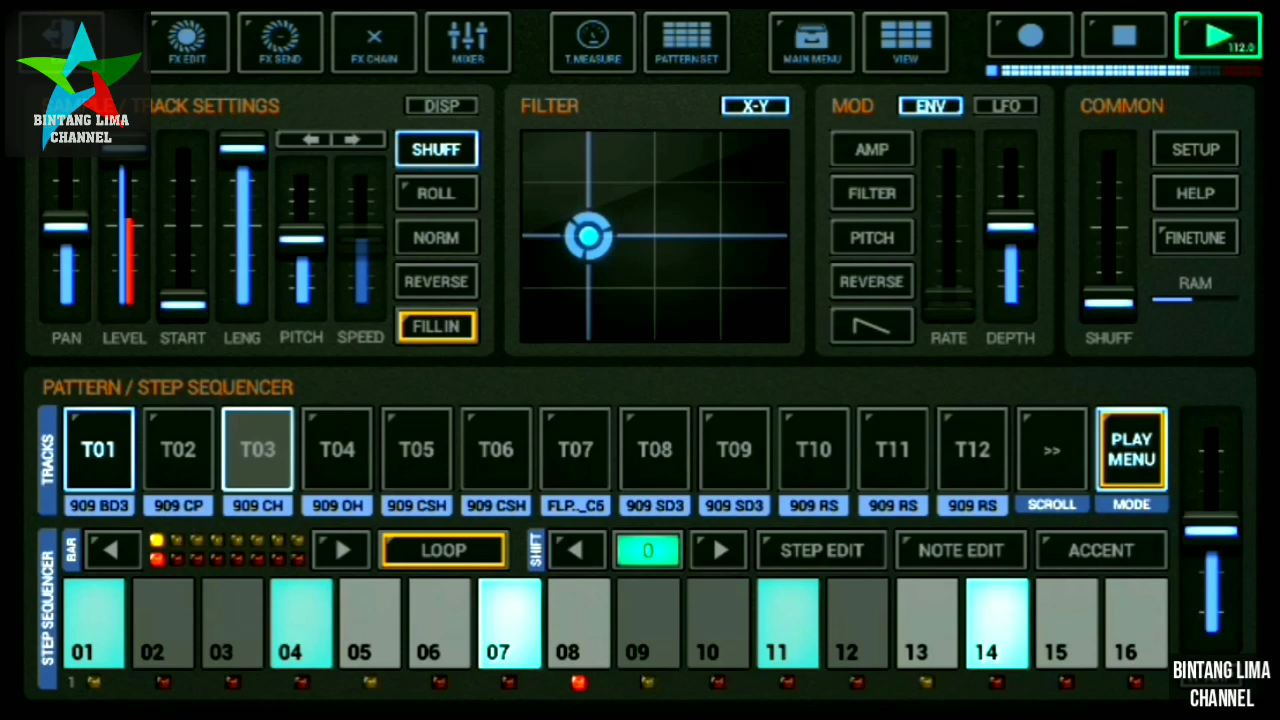 FX EDIT
FX SEND
FX CHAIN
MIXER
T.MEASURE
PATTERN SET
MAIN MENU
VIEW
112.0
BINTANG LIMA
CHANNEL
TRACK SETTINGS
DISP
SHUFF
ROLL
NORM
REVERSE
FILL IN
PAN
LEVEL
START
LENG
PITCH
SPEED
FILTER
X-Y
MOD
ENV
LFO
AMP
FILTER
PITCH
REVERSE
RATE
DEPTH
COMMON
SETUP
HELP
FINETUNE
RAM
SHUFF
PATTERN / STEP SEQUENCER
TRACKS
T01
T02
T03
T04
T05
T06
T07
T08
T09
T10
T11
T12
>>
PLAY
MENU
909 BD3
909 CP
909 CH
909 OH
909 CSH
909 CSH
FLP._C5
909 SD3
909 SD3
909 RS
909 RS
909 RS
SCROLL
MODE
STEP SEQUENCER
BAR
LOOP
SHIFT
0
STEP EDIT
NOTE EDIT
ACCENT
01
02
03
04
05
06
07
08
09
10
11
12
13
14
15
16
1
BINTANG LIMA
CHANNEL